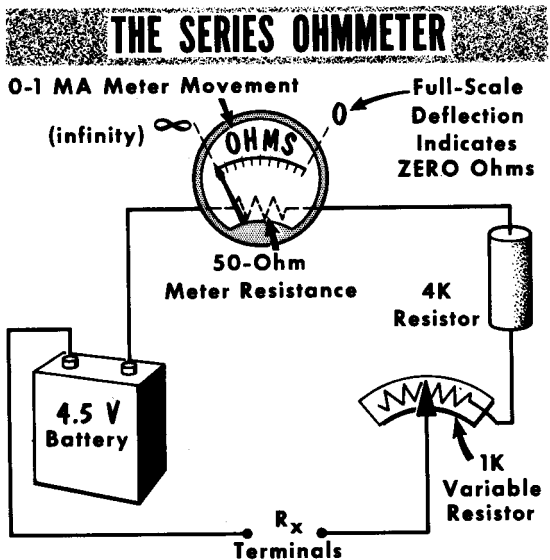 THE SERIES OHMMETER
0-1 MA Meter Movement
(infinity) ∞
OHMS
0
Full-Scale
Deflection
Indicates
ZERO Ohms
50-Ohm
Meter Resistance
4K
Resistor
4.5 V
Battery
1K
Variable
Resistor
Rx
Terminals